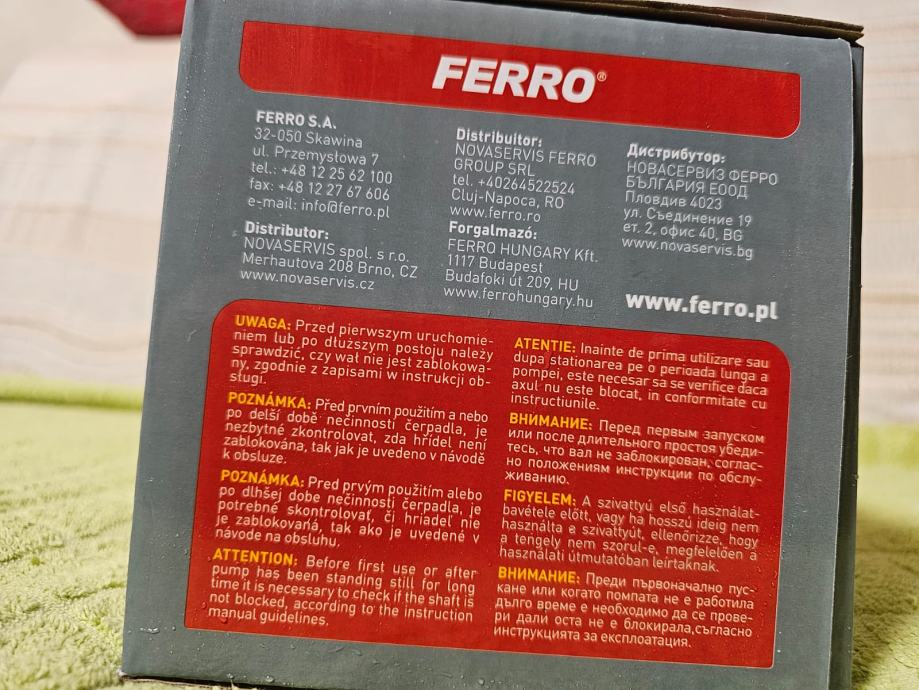 FERRO®
FERRO S.A.
32-050 Skawina
ul. Przemysłowa 7
tel.: +48 12 25 62 100
fax: +48 12 27 67 606
e-mail: info@ferro.pl
Distributor:
NOVASERVIS spol. s r.o.
Merhautova 208 Brno, CZ
www.novaservis.cz
Distribuitor:
NOVASERVIS FERRO
GROUP SRL
tel. +40264522524
Cluj-Napoca, RO
www.ferro.ro
Forgalmazó:
FERRO HUNGARY Kft.
1117 Budapest
Budafoki út 209, HU
www.ferrohungary.hu
Дистрибутор:
НОВАСЕРВИЗ ФЕРРО
БЪЛГАРИЯ ЕООД
Пловдив 4023
ул. Съединение 19
ет. 2, офис 40, BG
www.novaservis.bg
www.ferro.pl
UWAGA: Przed pierwszym uruchomie-
niem lub po dłuższym postoju należy
sprawdzić, czy wał nie jest zablokowa-
ny, zgodnie z zapisami w instrukcji ob-
sługi.
POZNÁMKA: Před prvním použitím a nebo
po delší době nečinnosti čerpadla, je
nezbytné zkontrolovat, zda hřídel není
zablokována, tak jak je uvedeno v návodě
k obsluze.
POZNÁMKA: Pred prvým použitím alebo
po dlhšej dobe nečinnosti čerpadla, je
potrebné skontrolovať, či hriadeľ nie
je zablokovaná, tak ako je uvedené v
návode na obsluhu.
ATTENTION: Before first use or after
pump has been standing still for long
time it is necessary to check if the shaft is
not blocked, according to the instruction
manual guidelines.
ATENTIE: Inainte de prima utilizare sau
dupa stationarea pe o perioada lunga a
pompei, este necesar sa se verifice daca
axul nu este blocat, in conformitate cu
instructiunile.
ВНИМАНИЕ: Перед первым запуском
или после длительного простоя убеди-
тесь, что вал не заблокирован, соглас-
но положениям инструкции по обслу-
живанию.
FIGYELEM: A szivattyú első használat-
bavétele előtt, vagy ha hosszú ideig nem
használta e szivattyút, ellenőrizze, hogy
a tengely nem szorul-e, megfelelően a
használati útmutatóban leírtaknak.
ВНИМАНИЕ: Преди първоначално пус-
кане или когато помпата не е работила
дълго време е необходимо да се прове-
ри дали оста не е блокирала,съгласно
инструкцията за експлоатация.